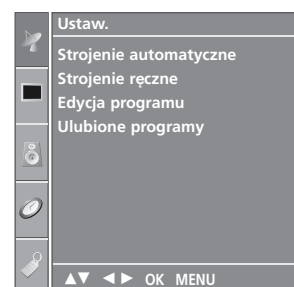 Ustaw.
Strojenie automatyczne
Strojenie ręczne
Edycja programu
Ulubione programy
▲▼ ◄► OK MENU